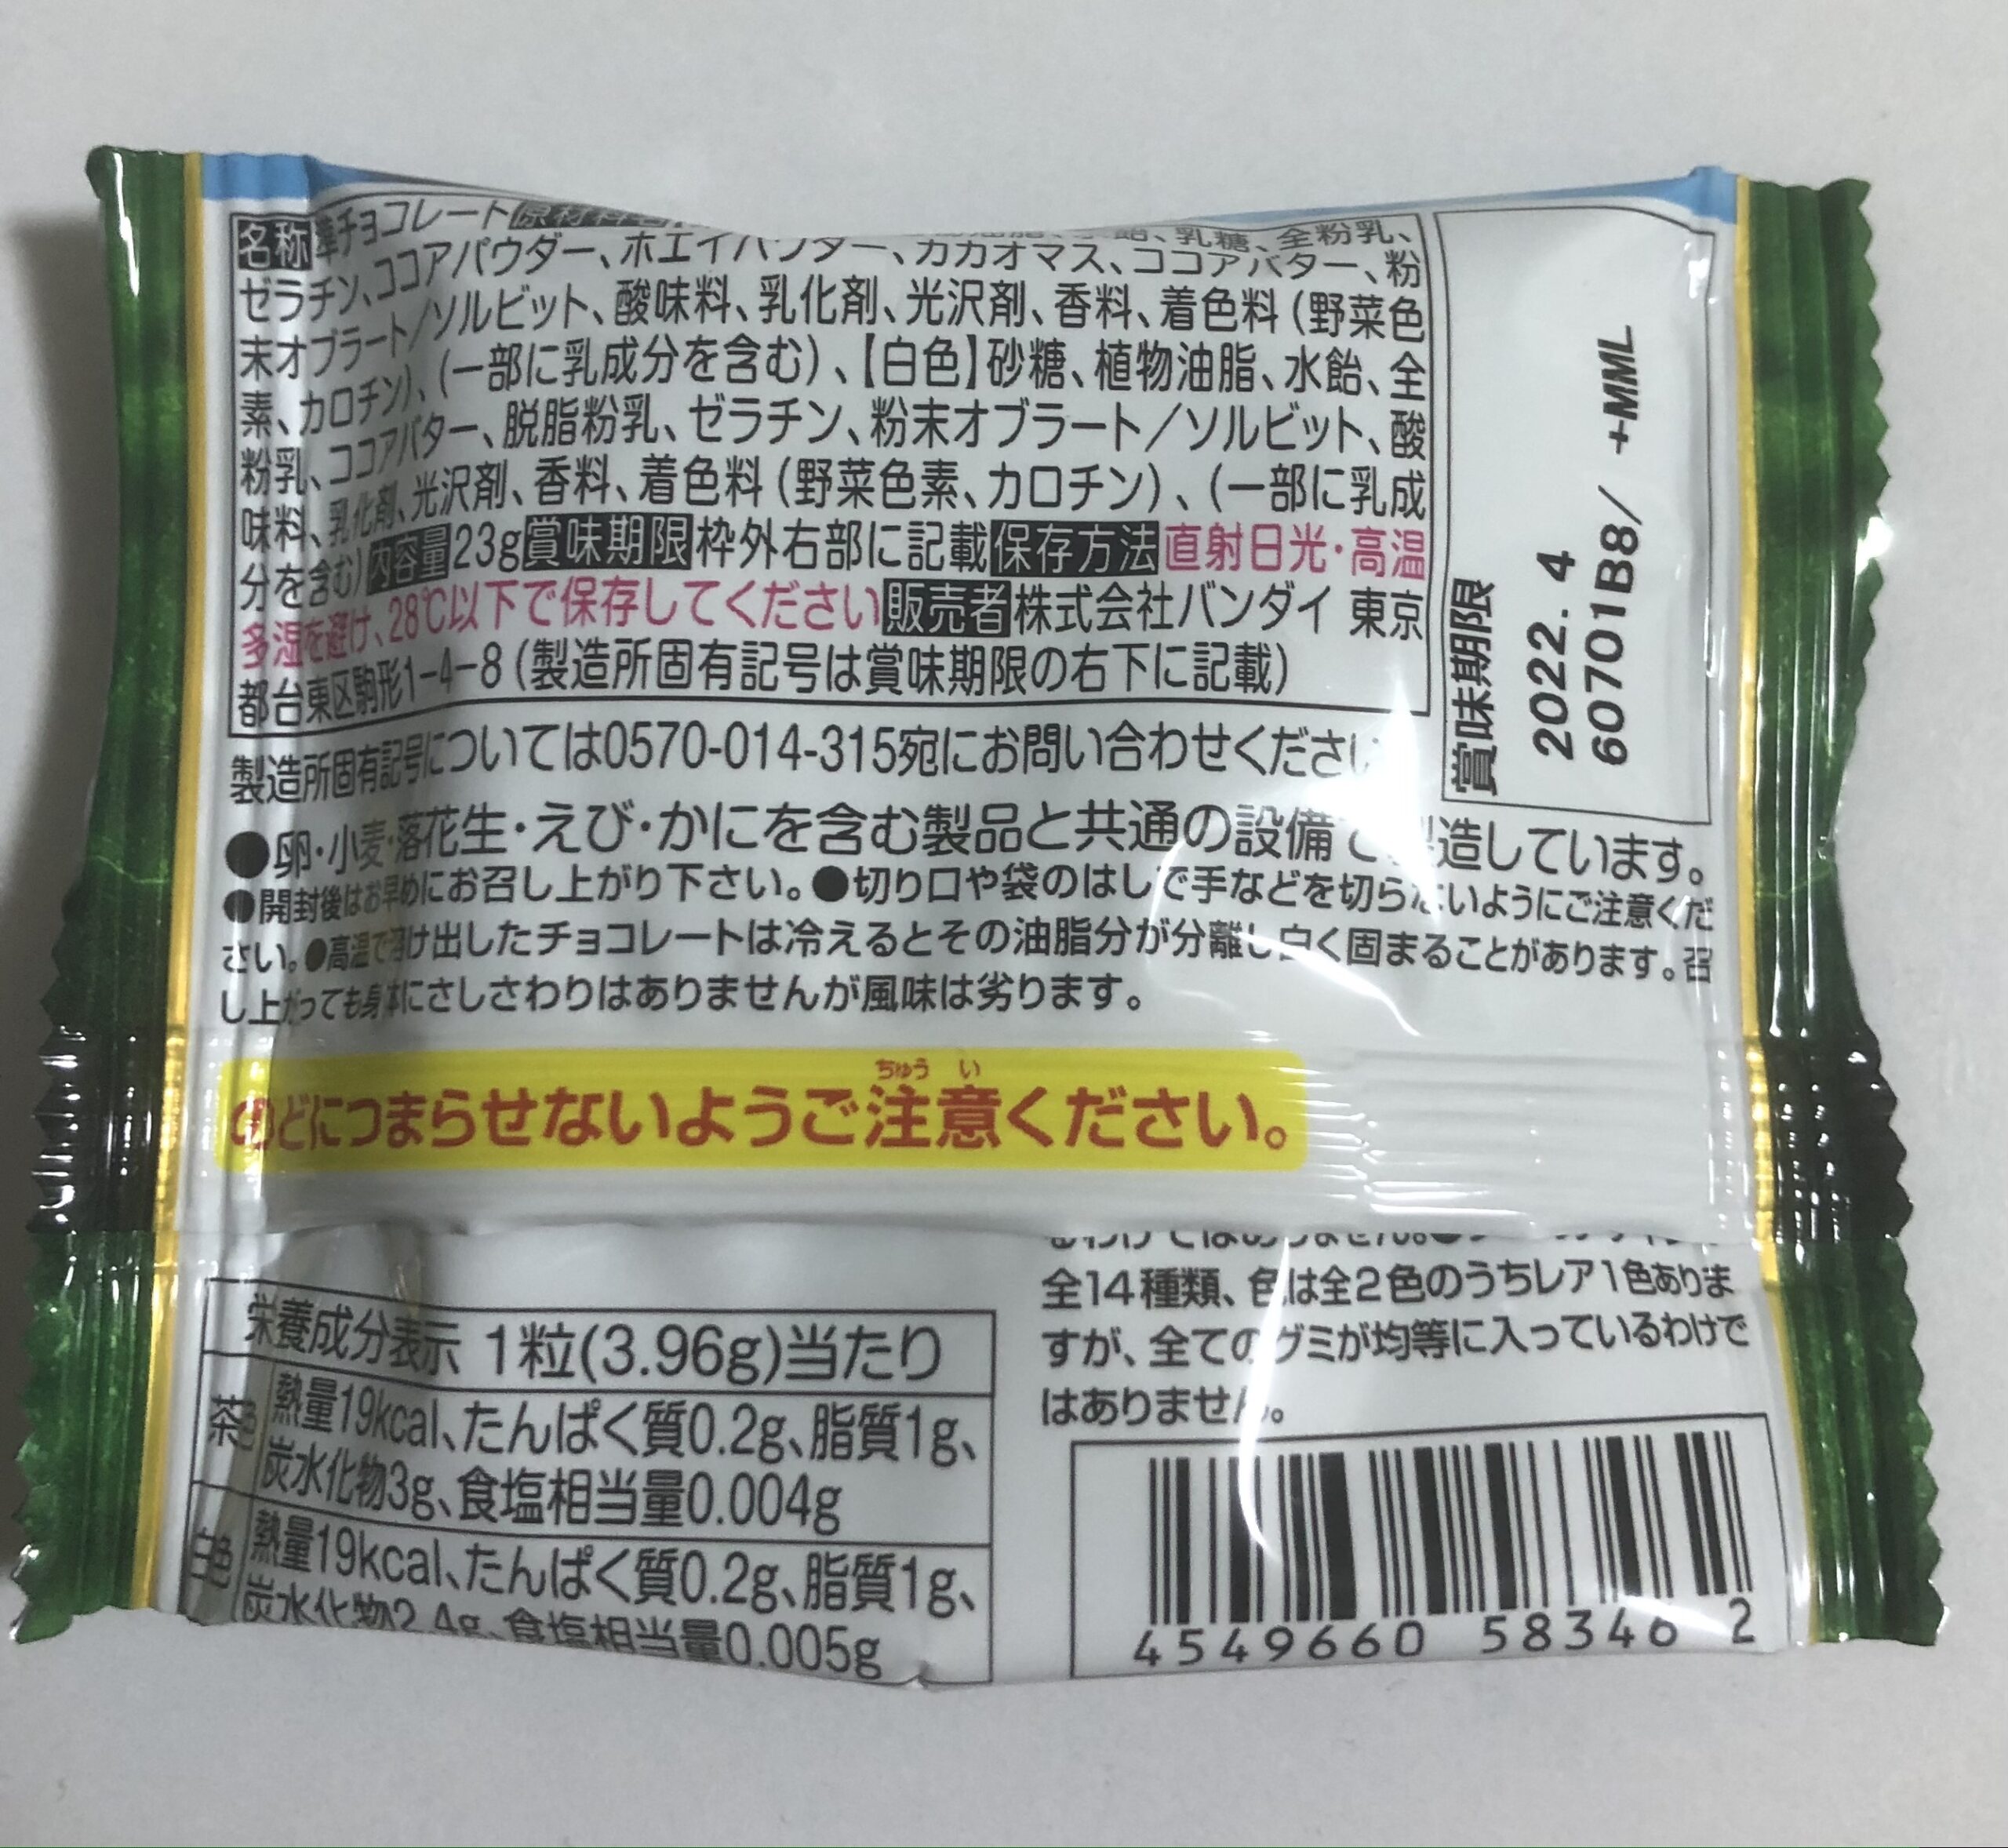 名称 準チョコレート 原材料名
水飴、乳糖、全粉乳、
ゼラチン、ココアパウダー、ホエイパウダー、カカオマス、ココアバター、粉
末オブラート/ソルビット、酸味料、乳化剤、光沢剤、香料、着色料(野菜色
素、カロチン)、(一部に乳成分を含む)、【白色】砂糖、植物油脂、水飴、全
粉乳、ココアバター、脱脂粉乳、ゼラチン、粉末オブラート/ソルビット、酸
味料、乳化剤、光沢剤、香料、着色料(野菜色素、カロチン)、(一部に乳成
分を含む) 内容量 23g 賞味期限 枠外右部に記載 保存方法 直射日光・高温
多湿を避け、28℃以下で保存してください 販売者 株式会社バンダイ 東京
都台東区駒形1-4-8(製造所固有記号は賞味期限の右下に記載)
賞味期限
2022.4
60701B8/ +MML
製造所固有記号については0570-014-315宛にお問い合わせください
●卵・小麦・落花生・えび・かにを含む製品と共通の設備で製造しています。
●開封後はお早めにお召し上がり下さい。●切り口や袋のはしで手などを切らないようにご注意くだ
さい。●高温で溶け出したチョコレートは冷えるとその油脂分が分離し白く固まることがあります。召
し上がっても身体にさしさわりはありませんが風味は劣ります。
ちゅうい
のどにつまらせないようご注意ください。
栄養成分表示 1粒(3.96g)当たり
茶色 熱量19kcal、たんぱく質0.2g、脂質1g、
炭水化物3g、食塩相当量0.004g
白色 熱量19kcal、たんぱく質0.2g、脂質1g、
炭水化物2.4g、食塩相当量0.005g
わけではありません。●
全14種類、色は全2色のうちレア1色ありま
すが、全てのグミが均等に入っているわけで
はありません。
4549660 583462